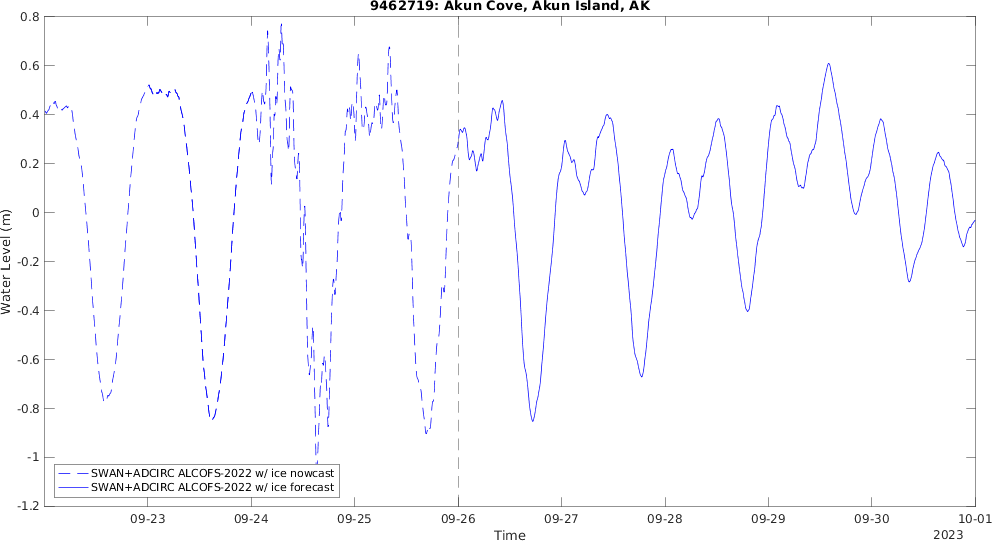 9462719: Akun Cove, Akun Island, AK
0.8
0.6
0.4
0.2
0
-0.2
-0.4
-0.6
-0.8
-1
-1.2
Water Level (m)
SWAN+ADCIRC ALCOFS-2022 w/ ice nowcast
SWAN+ADCIRC ALCOFS-2022 w/ ice forecast
09-23 09-24 09-25 09-26 09-27 09-28 09-29 09-30 10-01
Time
2023